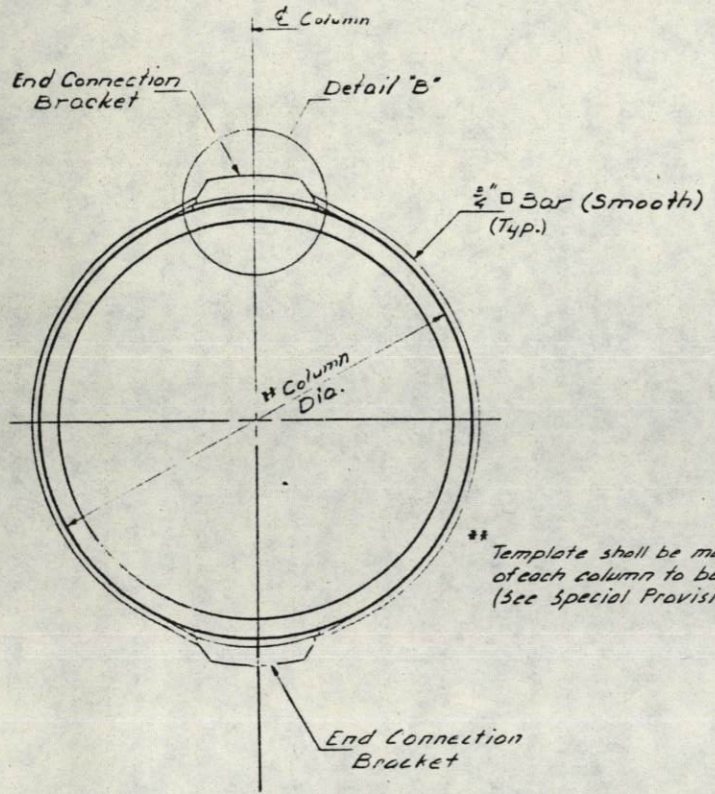 ℄ Column
End Connection
Bracket
Detail "B"
¾" □ Bar (Smooth)
(Typ.)
** Column
Dia.
**
Template shall be
of each column to
(See Special
End Connection
Bracket